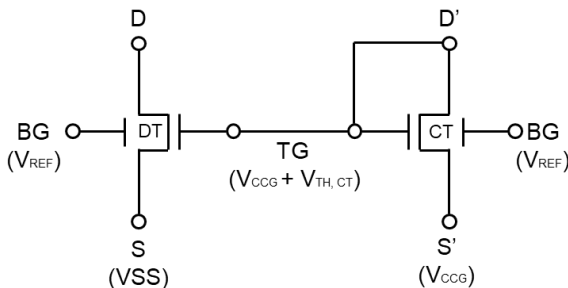 D
D'
BG
DT
CT
BG
(VREF)
TG
(VREF)
(VCCG + VTH, CT)
S
S'
(VSS)
(VCCG)